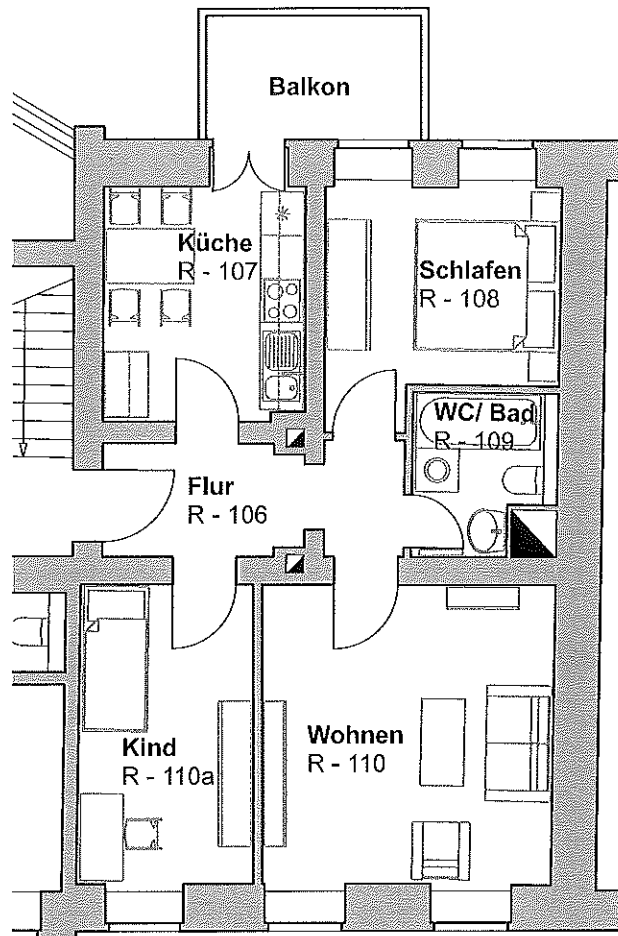 Balkon
Küche
R - 107
Schlafen
R - 108
WC/ Bad
R - 109
Flur
R - 106
Kind
R - 110a
Wohnen
R - 110